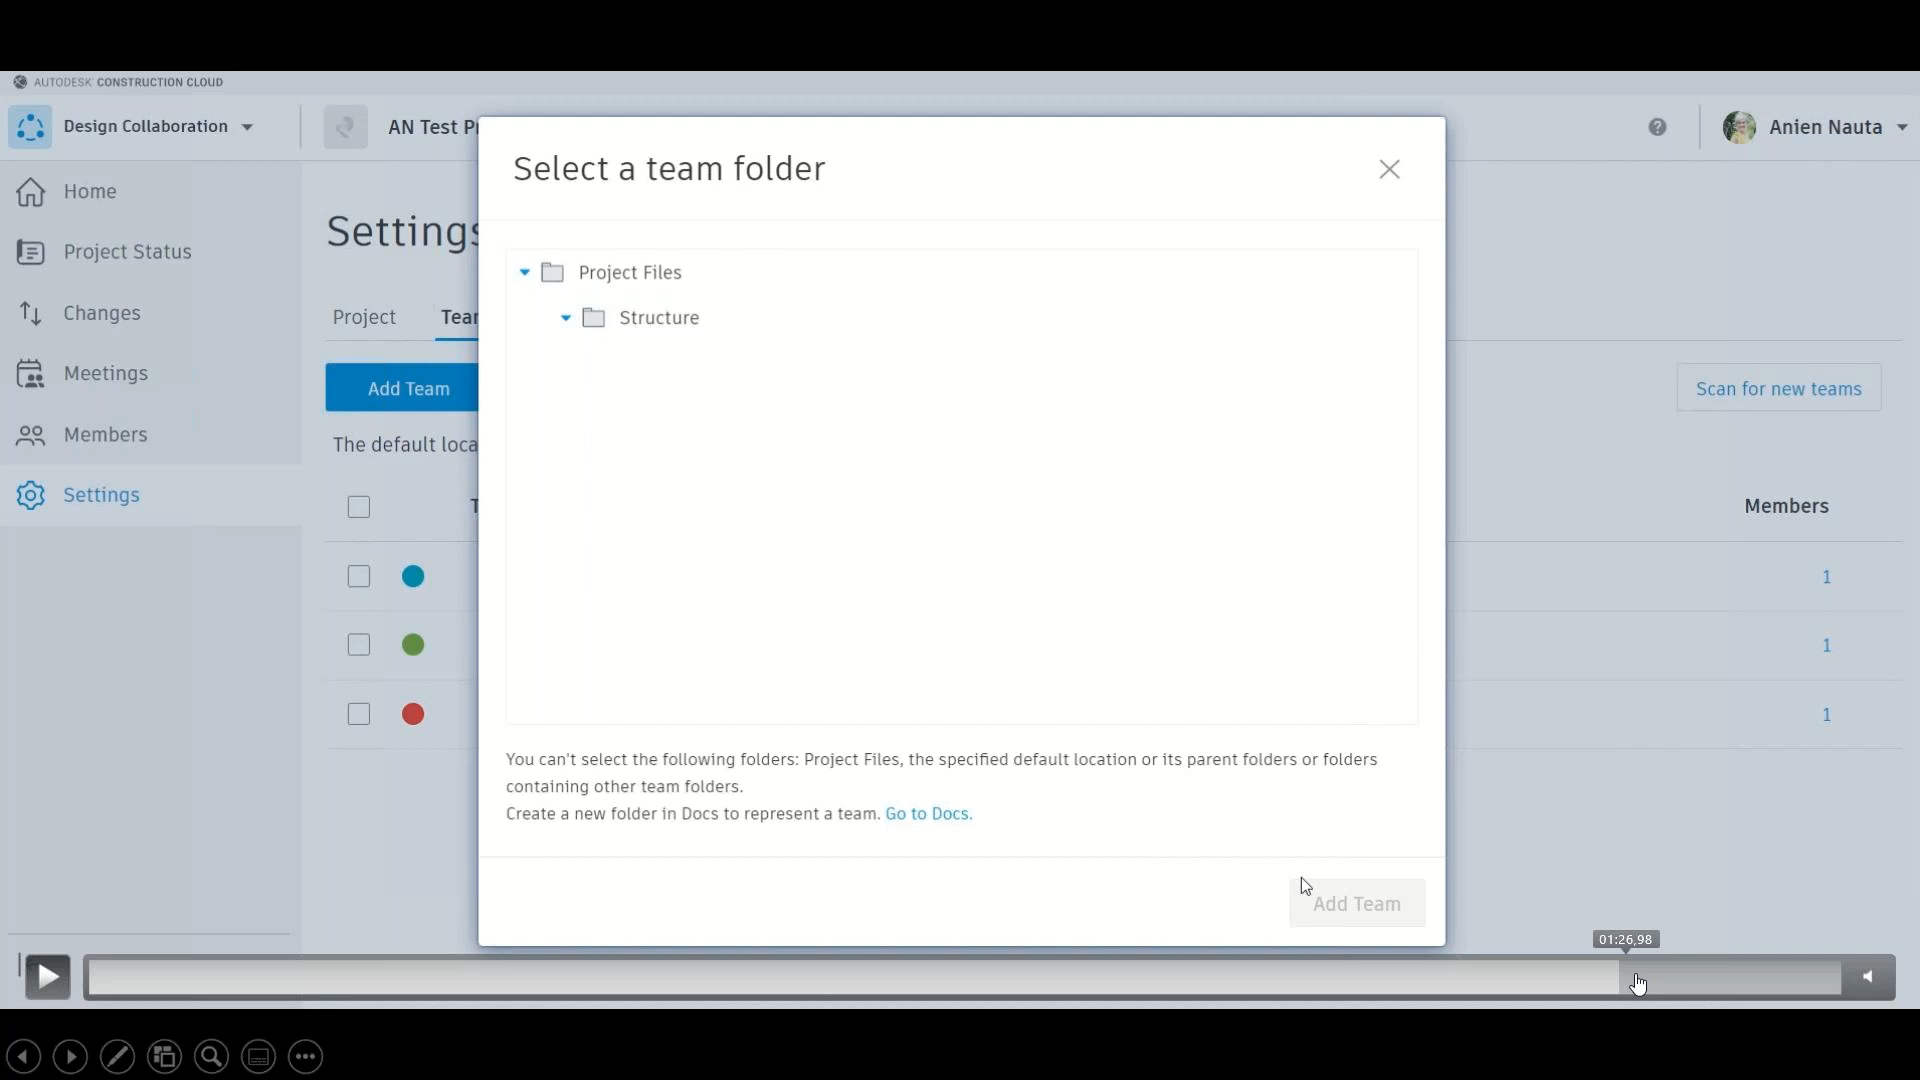 AUTODESK CONSTRUCTION CLOUD
Design Collaboration
AN Test P
Anien Nauta
Home
Project Status
Changes
Meetings
Members
Settings
Settings
Project
Team
Add Team
Scan for new teams
The default loca
T
Members
1
1
1
Select a team folder
Project Files
Structure
You can't select the following folders: Project Files, the specified default location or its parent folders or folders
containing other team folders.
Create a new folder in Docs to represent a team. Go to Docs.
Add Team
01:26,98